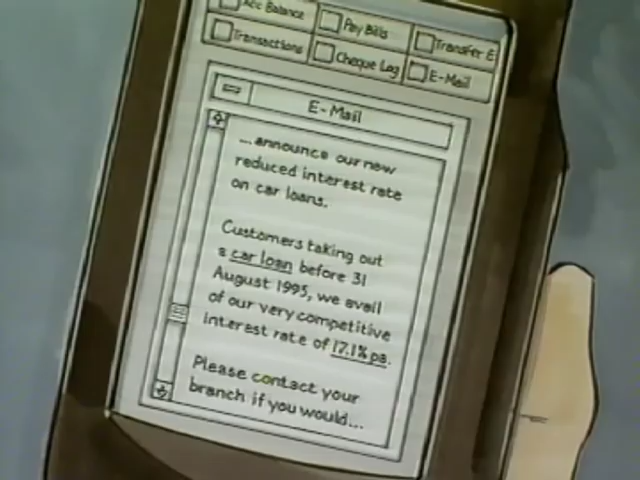 Acc Balance
Pay Bills
Transfer E
Transactions
Cheque Log
E-Mail
E-Mail
...announce our new
reduced interest rate
on car loans.
Customers taking out
a car loan before 31
August 1995, we avail
of our very competitive
interest rate of 17.1% pa.
Please contact your
branch if you would...